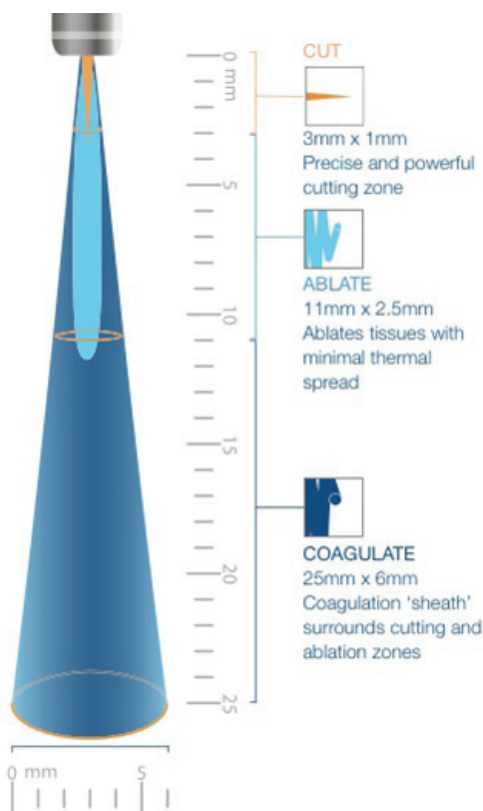 0 mm
5
10
15
20
25
CUT
3mm x 1mm
Precise and powerful
cutting zone
ABLATE
11mm x 2.5mm
Ablates tissues with
minimal thermal
spread
COAGULATE
25mm x 6mm
Coagulation ‘sheath’
surrounds cutting and
ablation zones
0 mm 5